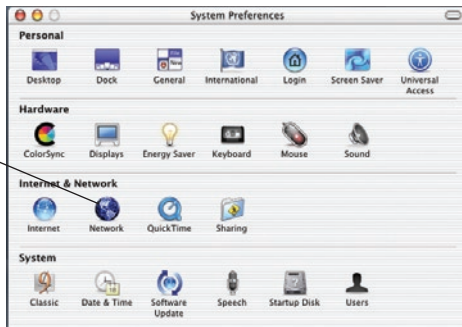 System Preferences
Personal
Desktop Dock General International Login Screen Saver Universal Access
Hardware
ColorSync Displays Energy Saver Keyboard Mouse Sound
Internet & Network
Internet Network QuickTime Sharing
System
Classic Date & Time Software Update Speech Startup Disk Users